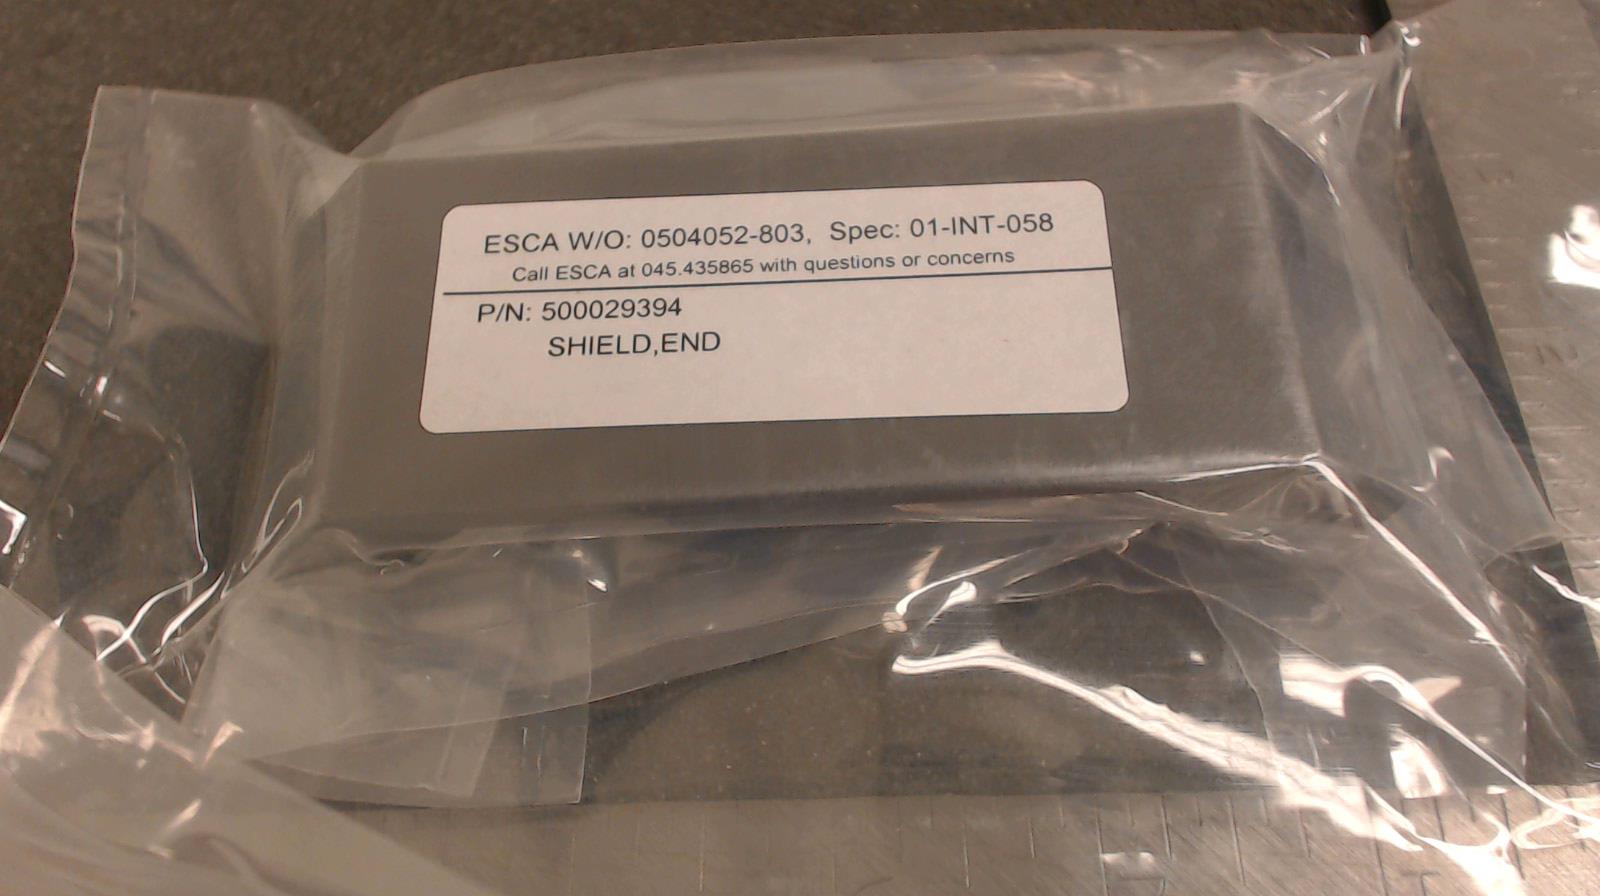 ESCA W/O: 0504052-803, Spec: 01-INT-058
Call ESCA at 045.435865 with questions or concerns
P/N: 500029394
SHIELD,END